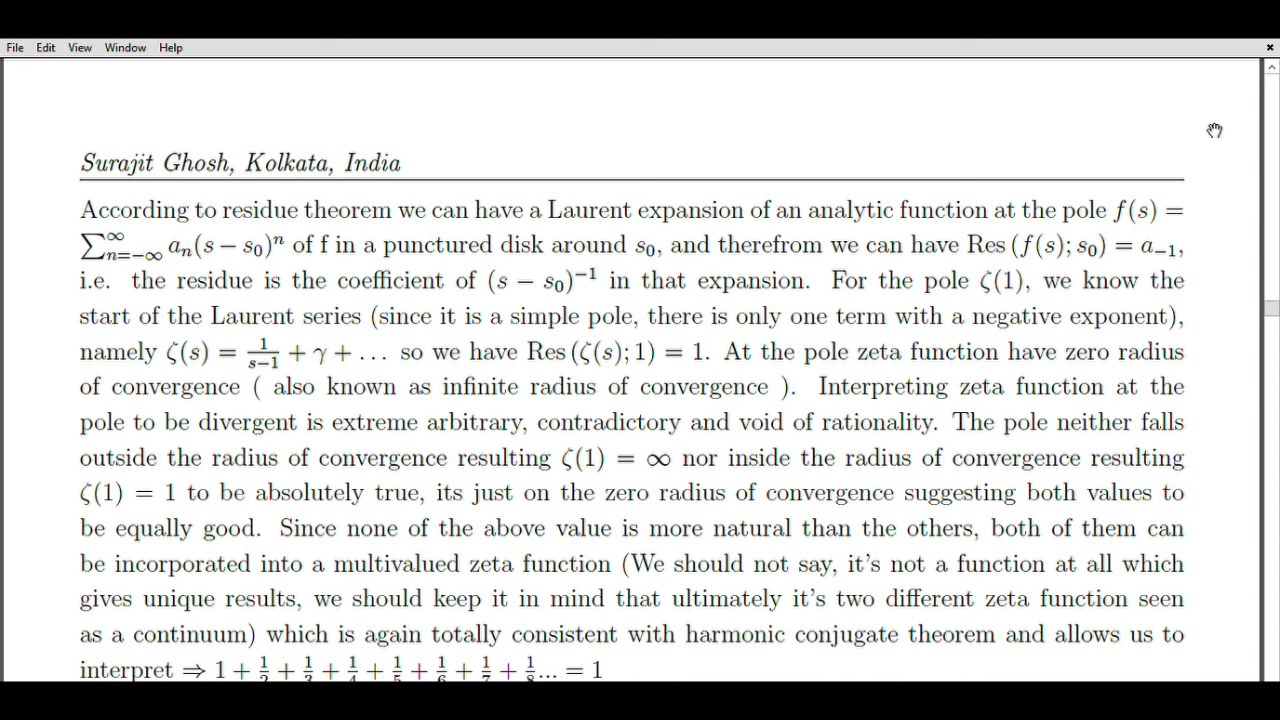 File Edit View Window Help
Surajit Ghosh, Kolkata, India
According to residue theorem we can have a Laurent expansion of an analytic function at the pole f(s) =
∑_{n=−∞}^{∞} a_n(s − s_0)^n of f in a punctured disk around s_0, and therefrom we can have Res (f(s); s_0) = a_{−1},
i.e. the residue is the coefficient of (s − s_0)^{−1} in that expansion. For the pole ζ(1), we know the
start of the Laurent series (since it is a simple pole, there is only one term with a negative exponent),
namely ζ(s) = 1/(s−1) + γ + … so we have Res (ζ(s); 1) = 1. At the pole zeta function have zero radius
of convergence ( also known as infinite radius of convergence ). Interpreting zeta function at the
pole to be divergent is extreme arbitrary, contradictory and void of rationality. The pole neither falls
outside the radius of convergence resulting ζ(1) = ∞ nor inside the radius of convergence resulting
ζ(1) = 1 to be absolutely true, its just on the zero radius of convergence suggesting both values to
be equally good. Since none of the above value is more natural than the others, both of them can
be incorporated into a multivalued zeta function (We should not say, it's not a function at all which
gives unique results, we should keep it in mind that ultimately it's two different zeta function seen
as a continuum) which is again totally consistent with harmonic conjugate theorem and allows us to
interpret ⇒ 1 + 1/2 + 1/3 + 1/4 + 1/5 + 1/6 + 1/7 + 1/8... = 1